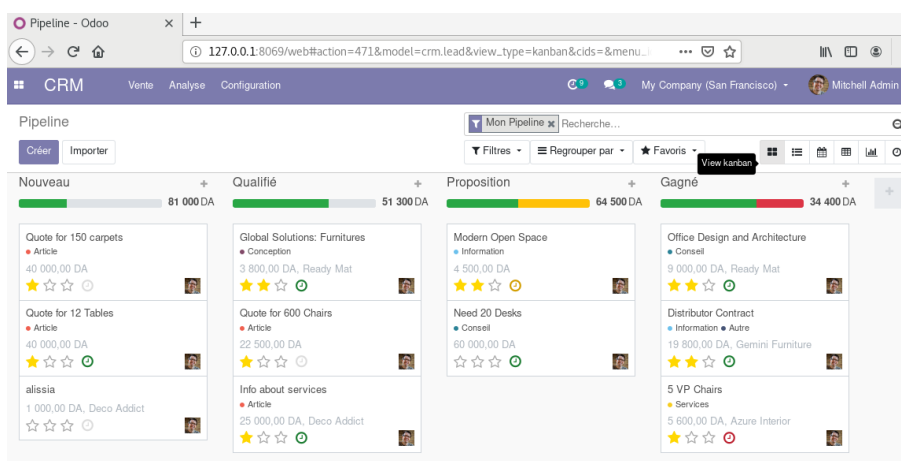 Pipeline - Odoo
127.0.0.1:8069/web#action=471&model=crm.lead&view_type=kanban&cids=&menu_
CRM Vente Analyse Configuration 9 3 My Company (San Francisco) Mitchell Admin
Pipeline
Mon Pipeline Recherche...
Créer Importer
Filtres Regrouper par Favoris
View kanban
Nouveau
81 000 DA
Quote for 150 carpets
Article
40 000,00 DA
Quote for 12 Tables
Article
40 000,00 DA
alissia
1 000,00 DA, Deco Addict
Qualifié
51 300 DA
Global Solutions: Furnitures
Conception
3 800,00 DA, Ready Mat
Quote for 600 Chairs
Article
22 500,00 DA
Info about services
Article
25 000,00 DA, Deco Addict
Proposition
64 500 DA
Modern Open Space
Information
4 500,00 DA
Need 20 Desks
Conseil
60 000,00 DA
Gagné
34 400 DA
Office Design and Architecture
Conseil
9 000,00 DA, Ready Mat
Distributor Contract
Information Autre
19 800,00 DA, Gemini Furniture
5 VP Chairs
Services
5 600,00 DA, Azure Interior